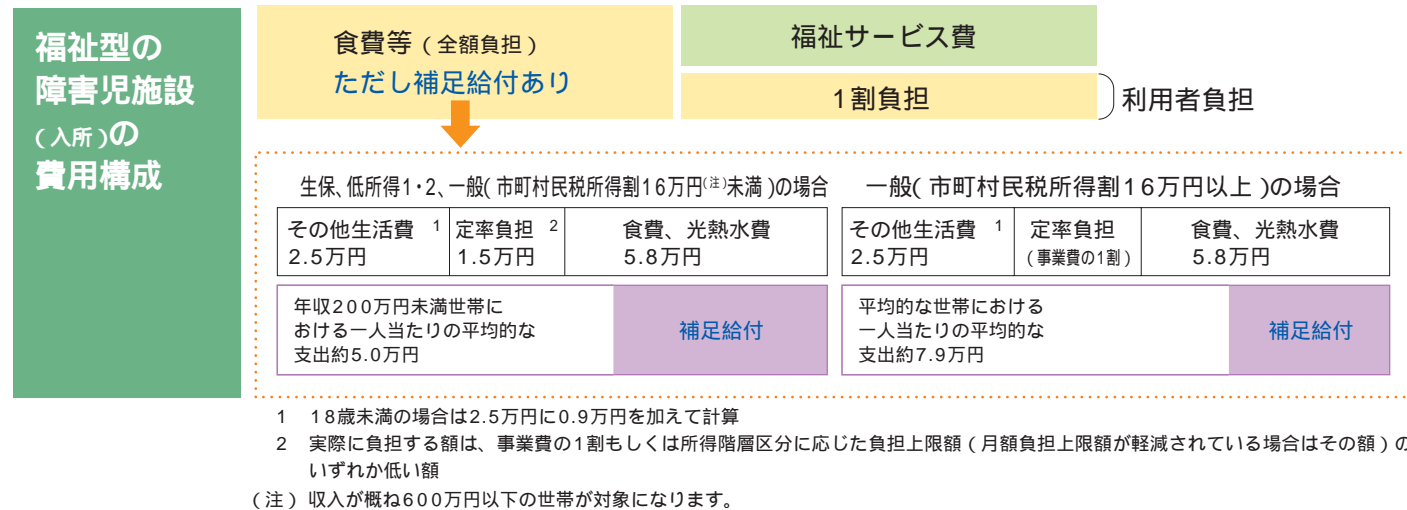 福祉型の
障害児施設
(入所)の
費用構成
食費等(全額負担)
ただし補足給付あり
福祉サービス費
1割負担
利用者負担
生保、低所得1・2、一般(市町村民税所得割16万円(注)未満)の場合
その他生活費 1
2.5万円
定率負担 2
1.5万円
食費、光熱水費
5.8万円
年収200万円未満世帯に
おける一人当たりの平均的な
支出約5.0万円
補足給付
一般(市町村民税所得割16万円以上)の場合
その他生活費 1
2.5万円
定率負担
(事業費の1割)
食費、光熱水費
5.8万円
平均的な世帯における
一人当たりの平均的な
支出約7.9万円
補足給付
1 18歳未満の場合は2.5万円に0.9万円を加えて計算
2 実際に負担する額は、事業費の1割もしくは所得階層区分に応じた負担上限額(月額負担上限額が軽減されている場合はその額)の
いずれか低い額
(注)収入が概ね600万円以下の世帯が対象になります。